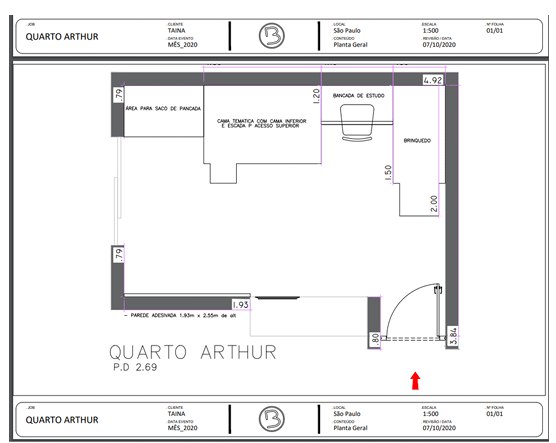 JOB
QUARTO ARTHUR
CLIENTE
TAINA
DATA EVENTO
MÊS_2020
LOCAL
São Paulo
CONTEÚDO
Planta Geral
ESCALA
1:500
REVISÃO/DATA
07/10/2020
Nº FOLHA
01/01
4.92
.79
ÁREA PARA SACO DE PANCADA
CAMA TEMATICA COM CAMA INFERIOR
E ESCADA P ACESSO SUPERIOR
1.20
BANCADA DE ESTUDO
BRINQUEDO
1.50
2.00
.79
1.93
PAREDE ADESIVADA 1.93m x 2.55m de alt
.80
3.84
QUARTO ARTHUR
P.D 2.69
JOB
QUARTO ARTHUR
CLIENTE
TAINA
DATA EVENTO
MÊS_2020
LOCAL
São Paulo
CONTEÚDO
Planta Geral
ESCALA
1:500
REVISÃO/DATA
07/10/2020
Nº FOLHA
01/01